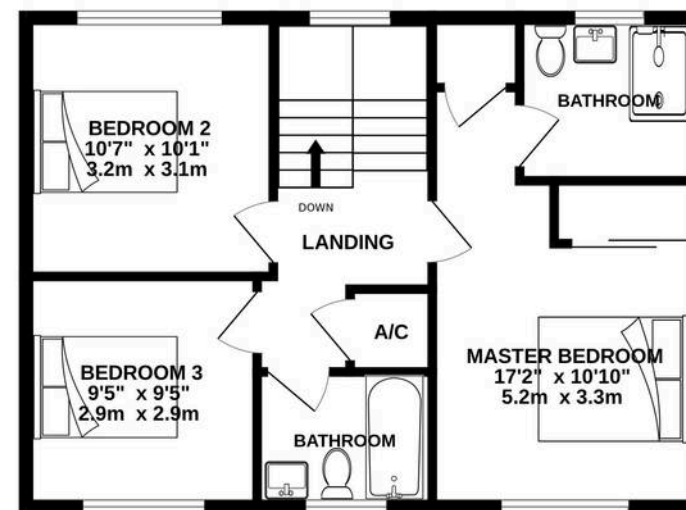 BEDROOM 2
10'7" x 10'1"
3.2m x 3.1m
BATHROOM
DOWN
LANDING
A/C
BEDROOM 3
9'5" x 9'5"
2.9m x 2.9m
MASTER BEDROOM
17'2" x 10'10"
5.2m x 3.3m
BATHROOM